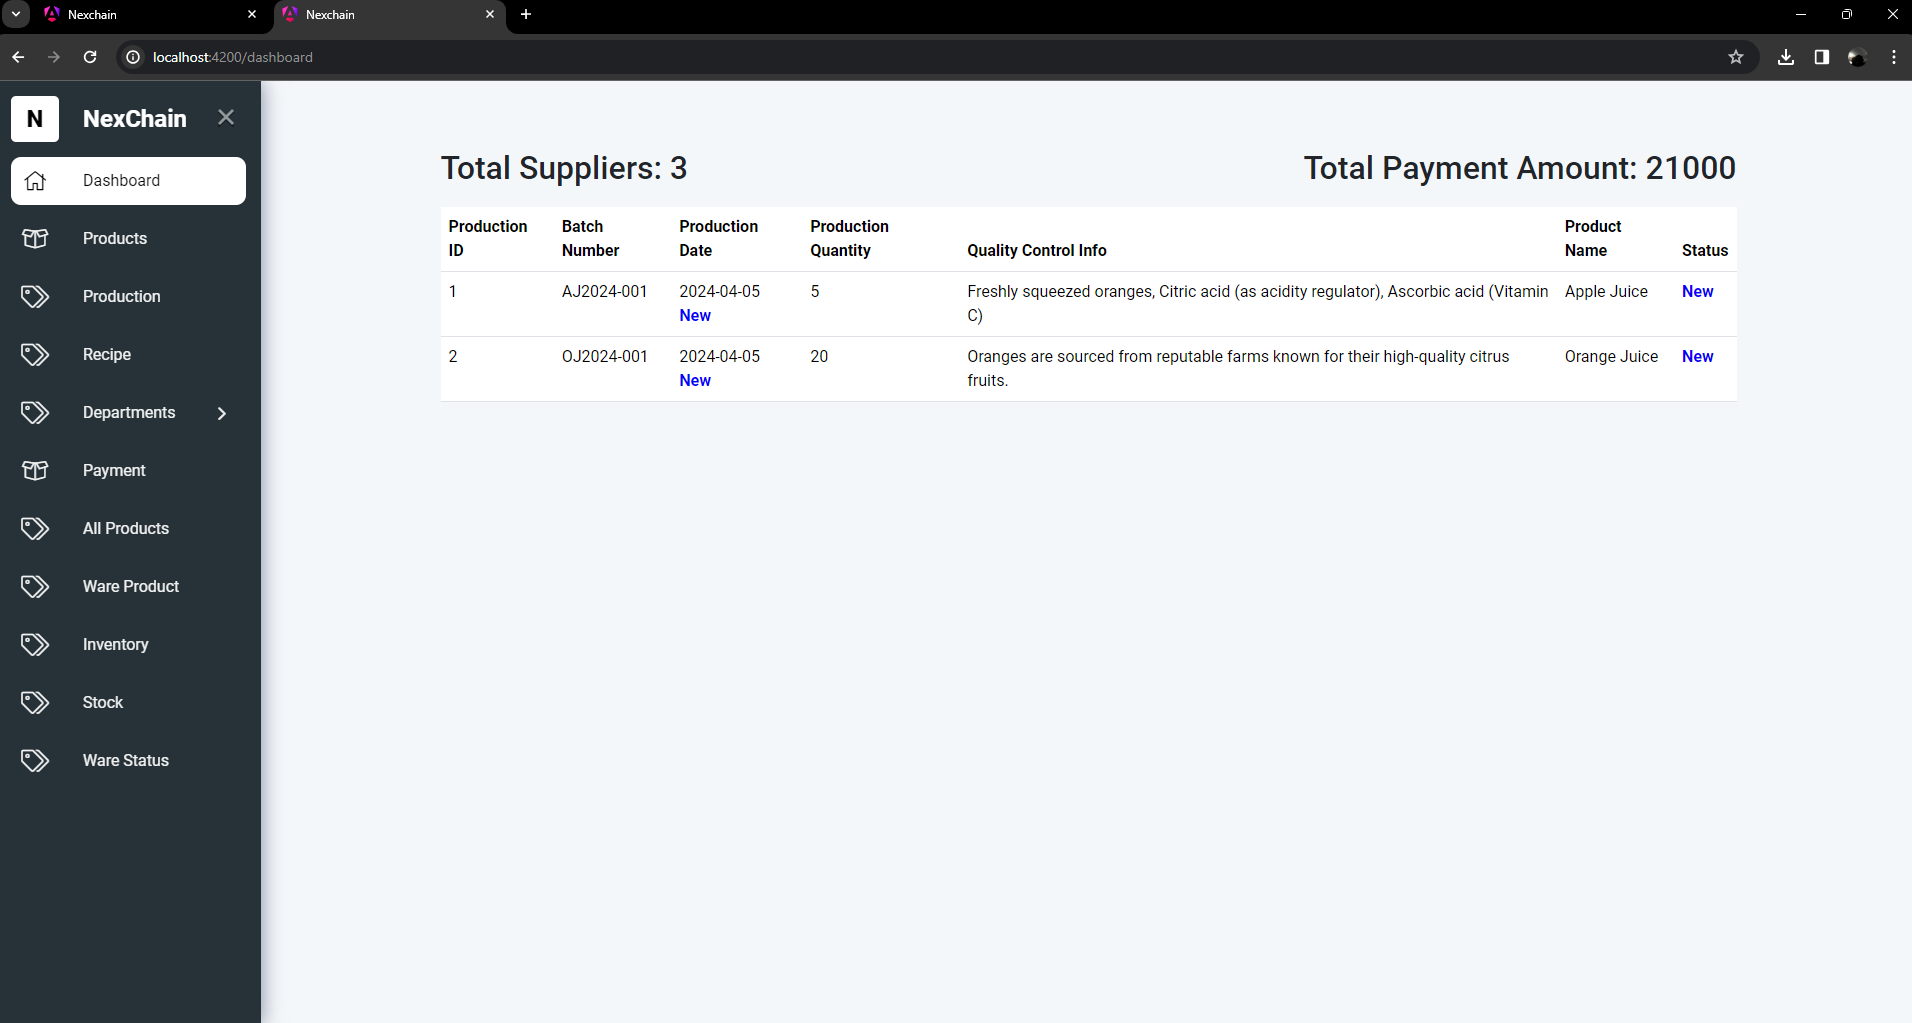 Nexchain
Nexchain
localhost:4200/dashboard
N
NexChain
Dashboard
Products
Production
Recipe
Departments
Payment
All Products
Ware Product
Inventory
Stock
Ware Status
Total Suppliers: 3
Total Payment Amount: 21000
Production ID Batch Number Production Date Production Quantity Quality Control Info Product Name Status
1 AJ2024-001 2024-04-05 5 Freshly squeezed oranges, Citric acid (as acidity regulator), Ascorbic acid (Vitamin Apple Juice New
New C)
2 OJ2024-001 2024-04-05 20 Oranges are sourced from reputable farms known for their high-quality citrus Orange Juice New
New fruits.